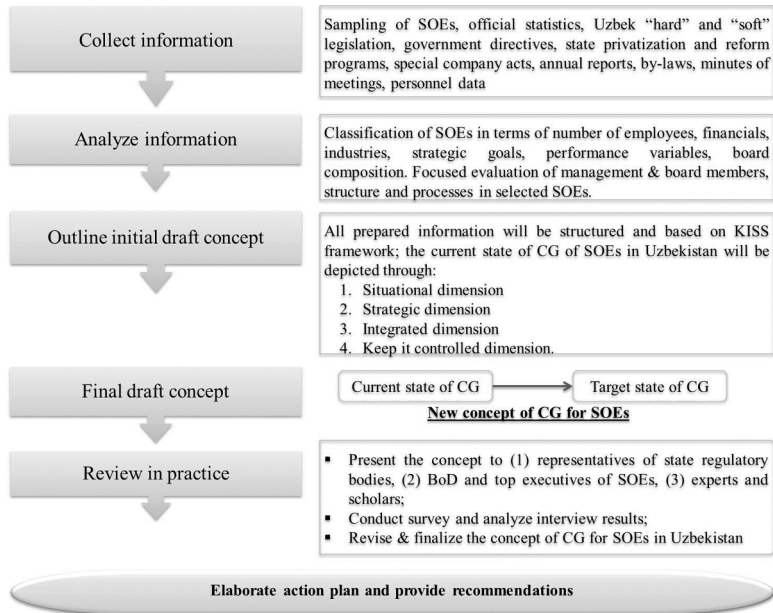 Collect information
Sampling of SOEs, official statistics, Uzbek “hard” and “soft”
legislation, government directives, state privatization and reform
programs, special company acts, annual reports, by-laws, minutes of
meetings, personnel data
Analyze information
Classification of SOEs in terms of number of employees, financials,
industries, strategic goals, performance variables, board
composition. Focused evaluation of management & board members,
structure and processes in selected SOEs.
Outline initial draft concept
All prepared information will be structured and based on KISS
framework; the current state of CG of SOEs in Uzbekistan will be
depicted through:
1. Situational dimension
2. Strategic dimension
3. Integrated dimension
4. Keep it controlled dimension.
Final draft concept
Current state of CG
Target state of CG
New concept of CG for SOEs
Review in practice
▪ Present the concept to (1) representatives of state regulatory
bodies, (2) BoD and top executives of SOEs, (3) experts and
scholars;
▪ Conduct survey and analyze interview results;
▪ Revise & finalize the concept of CG for SOEs in Uzbekistan
Elaborate action plan and provide recommendations